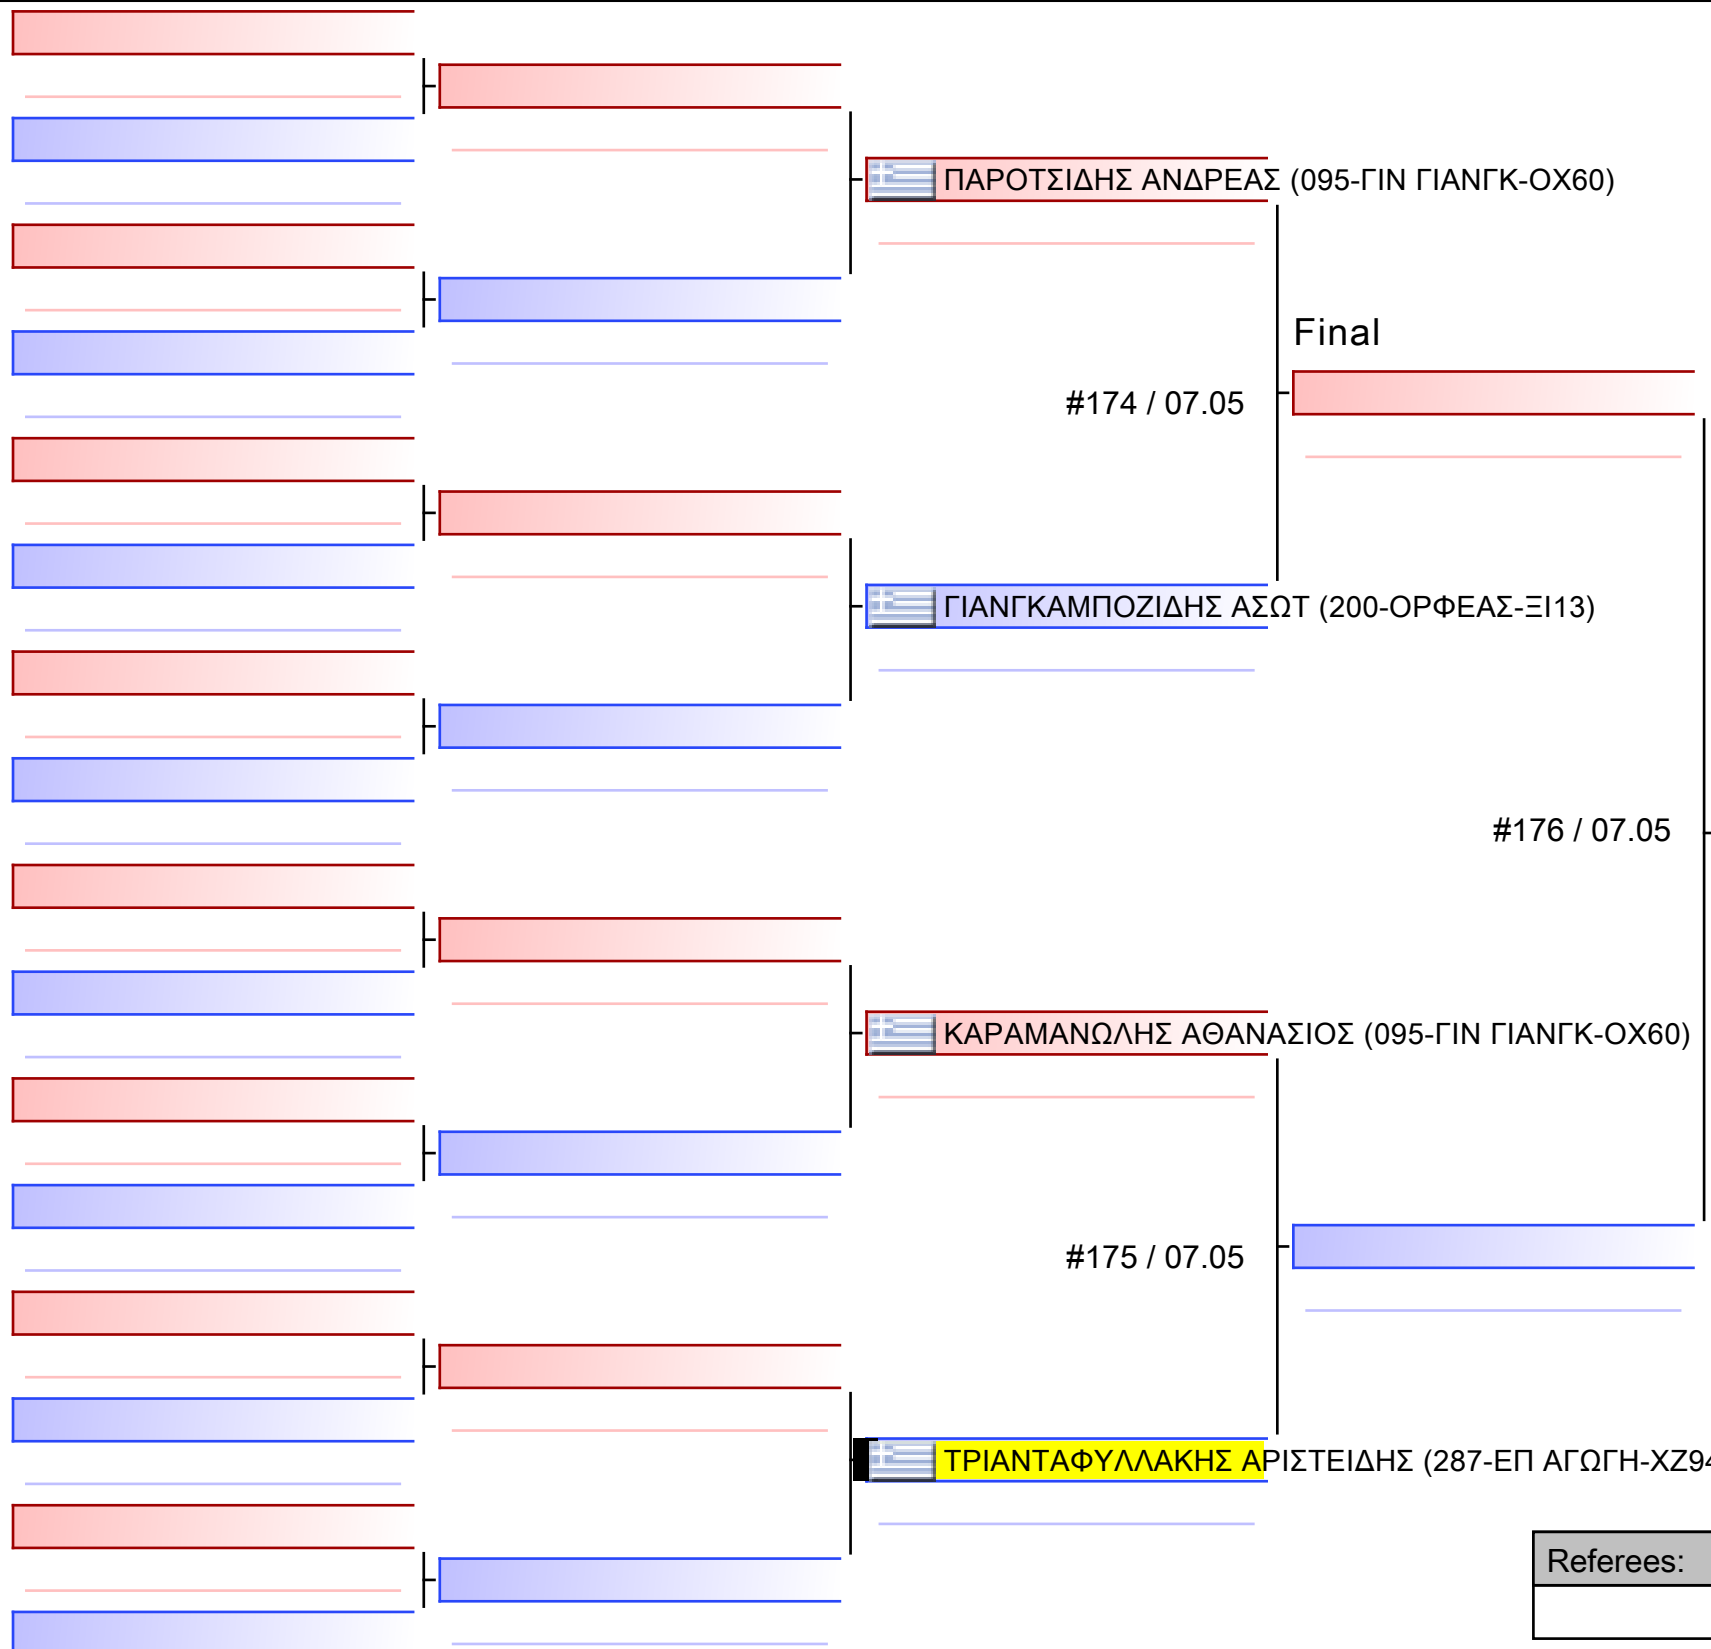 ΠΑΡΟΤΣΙΔΗΣ ΑΝΔΡΕΑΣ (095-ΓΙΝ ΓΙΑΝΓΚ-ΟΧ60)
Final
#174 / 07.05
ΓΙΑΝΓΚΑΜΠΟΖΙΔΗΣ ΑΣΩΤ (200-ΟΡΦΕΑΣ-ΞΙ13)
#176 / 07.05
ΚΑΡΑΜΑΝΩΛΗΣ ΑΘΑΝΑΣΙΟΣ (095-ΓΙΝ ΓΙΑΝΓΚ-ΟΧ60)
#175 / 07.05
ΤΡΙΑΝΤΑΦΥΛΛΑΚΗΣ ΑΡΙΣΤΕΙΔΗΣ (287-ΕΠ ΑΓΩΓΗ-ΧΖ94
Referees: